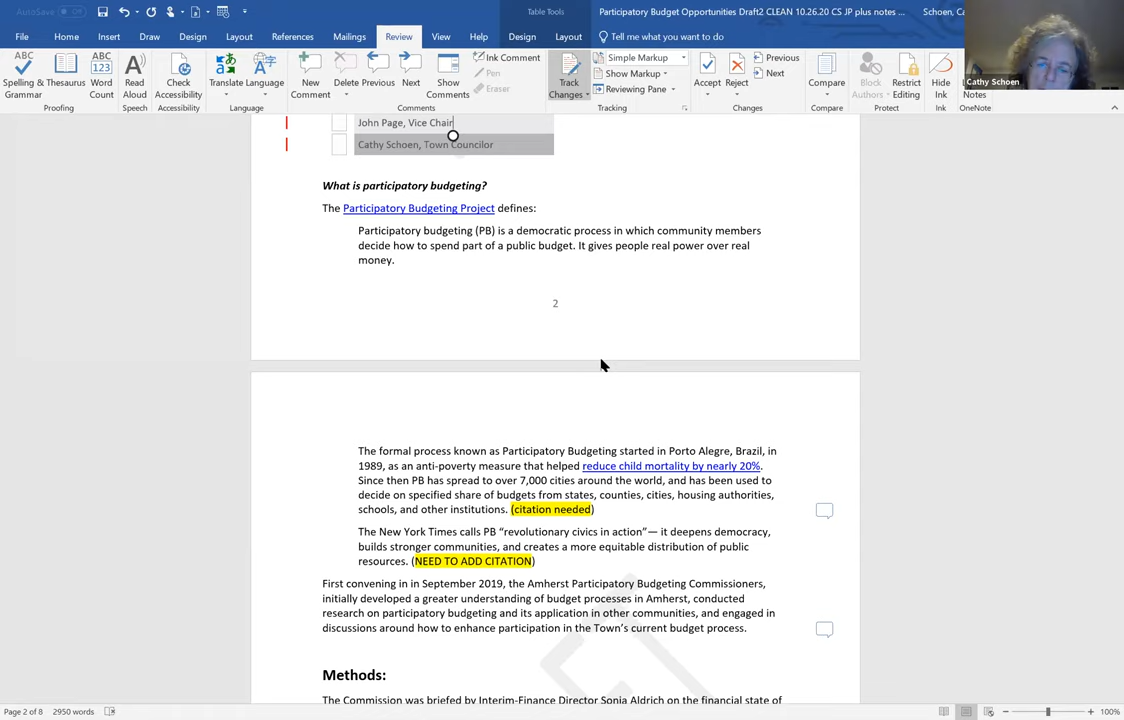 AutoSave
Table Tools
Participatory Budget Opportunities Draft2 CLEAN 10.26.20 CS JP plus notes ...
Schoen, Ca
File Home Insert Draw Design Layout References Mailings Review View Help Design Layout Tell me what you want to do
ABC
Spelling & Grammar
Thesaurus
ABC 123
Word Count
Read Aloud
Check Accessibility
Translate
Language
New Comment
Delete
Previous
Next
Show Comments
Ink Comment
Pen
Eraser
Track Changes
Simple Markup
Show Markup
Reviewing Pane
Accept
Reject
Previous
Next
Compare
Block Authors
Restrict Editing
Hide Ink
Notes
Proofing Speech Accessibility Language Comments Tracking Changes Compare Protect Ink OneNote
Cathy Schoen
John Page, Vice Chair
Cathy Schoen, Town Councilor
What is participatory budgeting?
The Participatory Budgeting Project defines:
Participatory budgeting (PB) is a democratic process in which community members
decide how to spend part of a public budget. It gives people real power over real
money.
2
The formal process known as Participatory Budgeting started in Porto Alegre, Brazil, in
1989, as an anti-poverty measure that helped reduce child mortality by nearly 20%.
Since then PB has spread to over 7,000 cities around the world, and has been used to
decide on specified share of budgets from states, counties, cities, housing authorities,
schools, and other institutions. (citation needed)
The New York Times calls PB “revolutionary civics in action”— it deepens democracy,
builds stronger communities, and creates a more equitable distribution of public
resources. (NEED TO ADD CITATION)
First convening in in September 2019, the Amherst Participatory Budgeting Commissioners,
initially developed a greater understanding of budget processes in Amherst, conducted
research on participatory budgeting and its application in other communities, and engaged in
discussions around how to enhance participation in the Town’s current budget process.
Methods:
The Commission was briefed by Interim-Finance Director Sonia Aldrich on the financial state of
Page 2 of 8 2950 words
100%